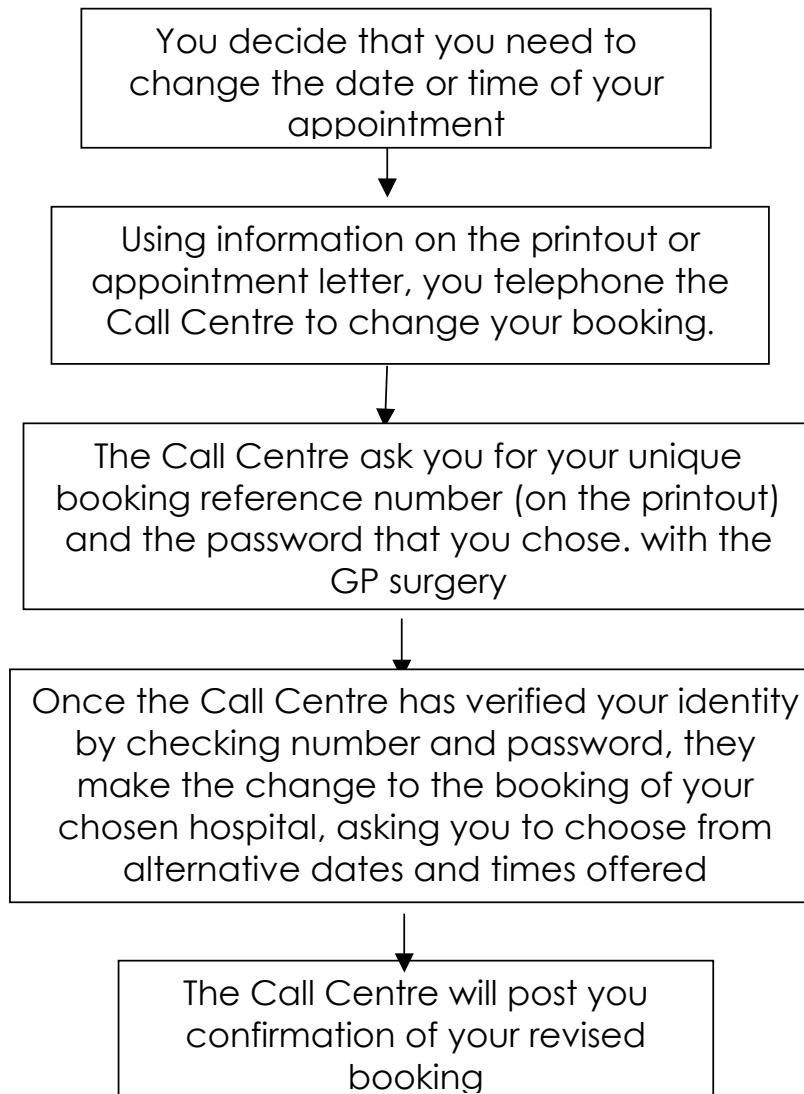 You decide that you need to
change the date or time of your
appointment
Using information on the printout or
appointment letter, you telephone the
Call Centre to change your booking.
The Call Centre ask you for your unique
booking reference number (on the printout)
and the password that you chose. with the
GP surgery
Once the Call Centre has verified your identity
by checking number and password, they
make the change to the booking of your
chosen hospital, asking you to choose from
alternative dates and times offered
The Call Centre will post you
confirmation of your revised
booking